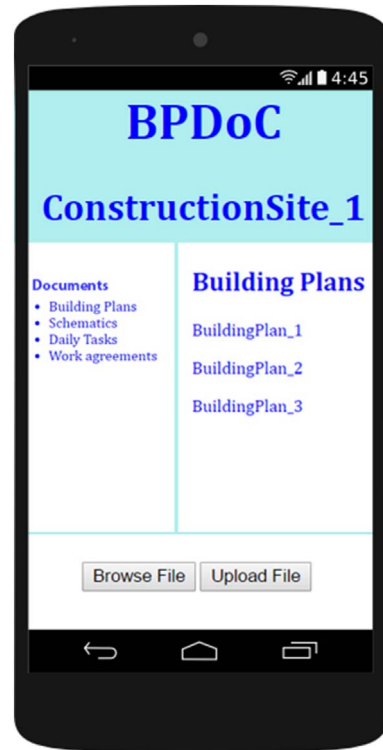 4:45
BPDoC
ConstructionSite_1
Documents
• Building Plans
• Schematics
• Daily Tasks
• Work agreements
Building Plans
BuildingPlan_1
BuildingPlan_2
BuildingPlan_3
Browse File
Upload File